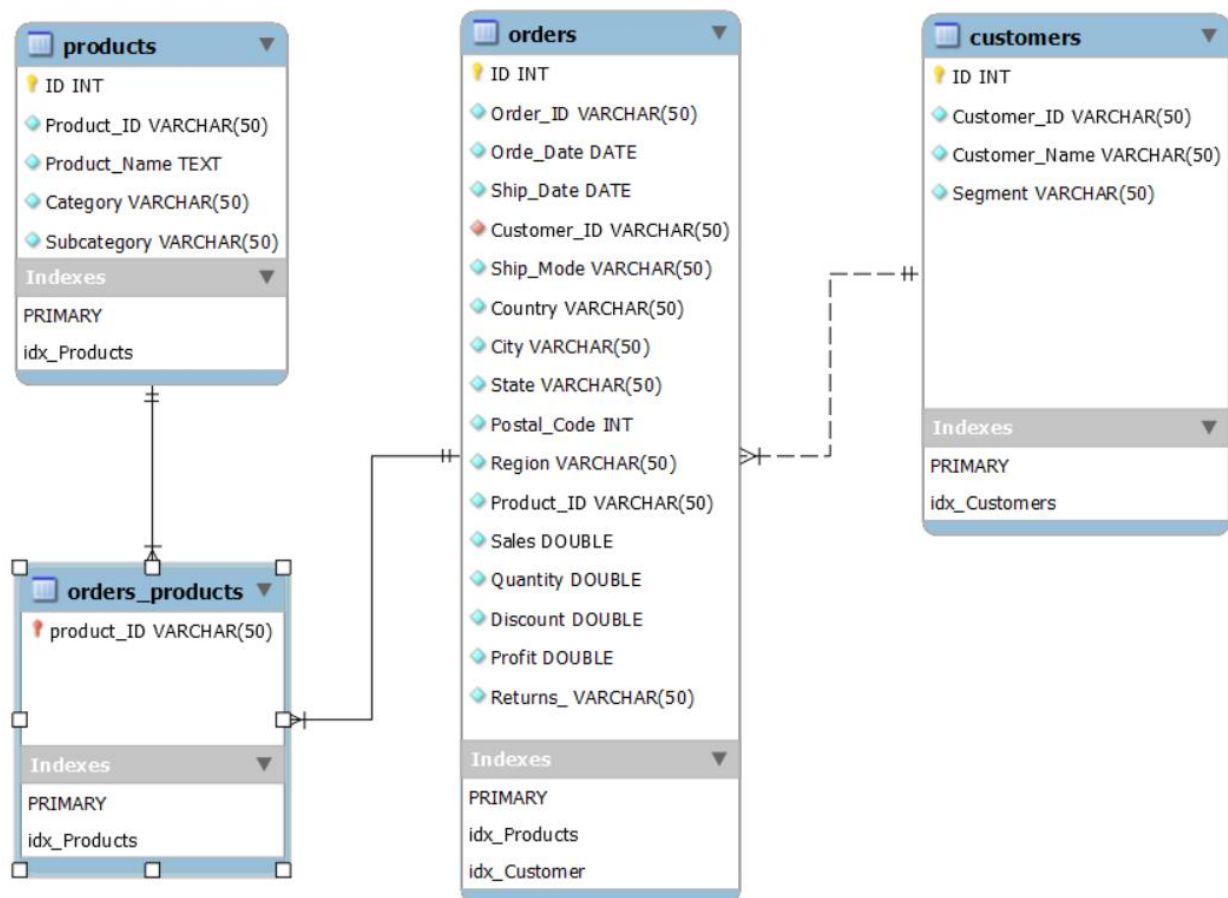 products
ID INT
Product_ID VARCHAR(50)
Product_Name TEXT
Category VARCHAR(50)
Subcategory VARCHAR(50)
Indexes
PRIMARY
idx_Products
orders_products
product_ID VARCHAR(50)
Indexes
PRIMARY
idx_Products
orders
ID INT
Order_ID VARCHAR(50)
Orde_Date DATE
Ship_Date DATE
Customer_ID VARCHAR(50)
Ship_Mode VARCHAR(50)
Country VARCHAR(50)
City VARCHAR(50)
State VARCHAR(50)
Postal_Code INT
Region VARCHAR(50)
Product_ID VARCHAR(50)
Sales DOUBLE
Quantity DOUBLE
Discount DOUBLE
Profit DOUBLE
Returns_ VARCHAR(50)
Indexes
PRIMARY
idx_Products
idx_Customer
customers
ID INT
Customer_ID VARCHAR(50)
Customer_Name VARCHAR(50)
Segment VARCHAR(50)
Indexes
PRIMARY
idx_Customers